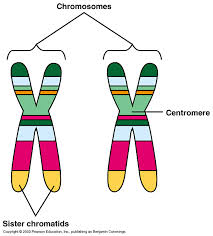 Chromosomes
Centromere
Sister chromatids
Copyright © 2003 Pearson Education, Inc., publishing as Benjamin Cummings.